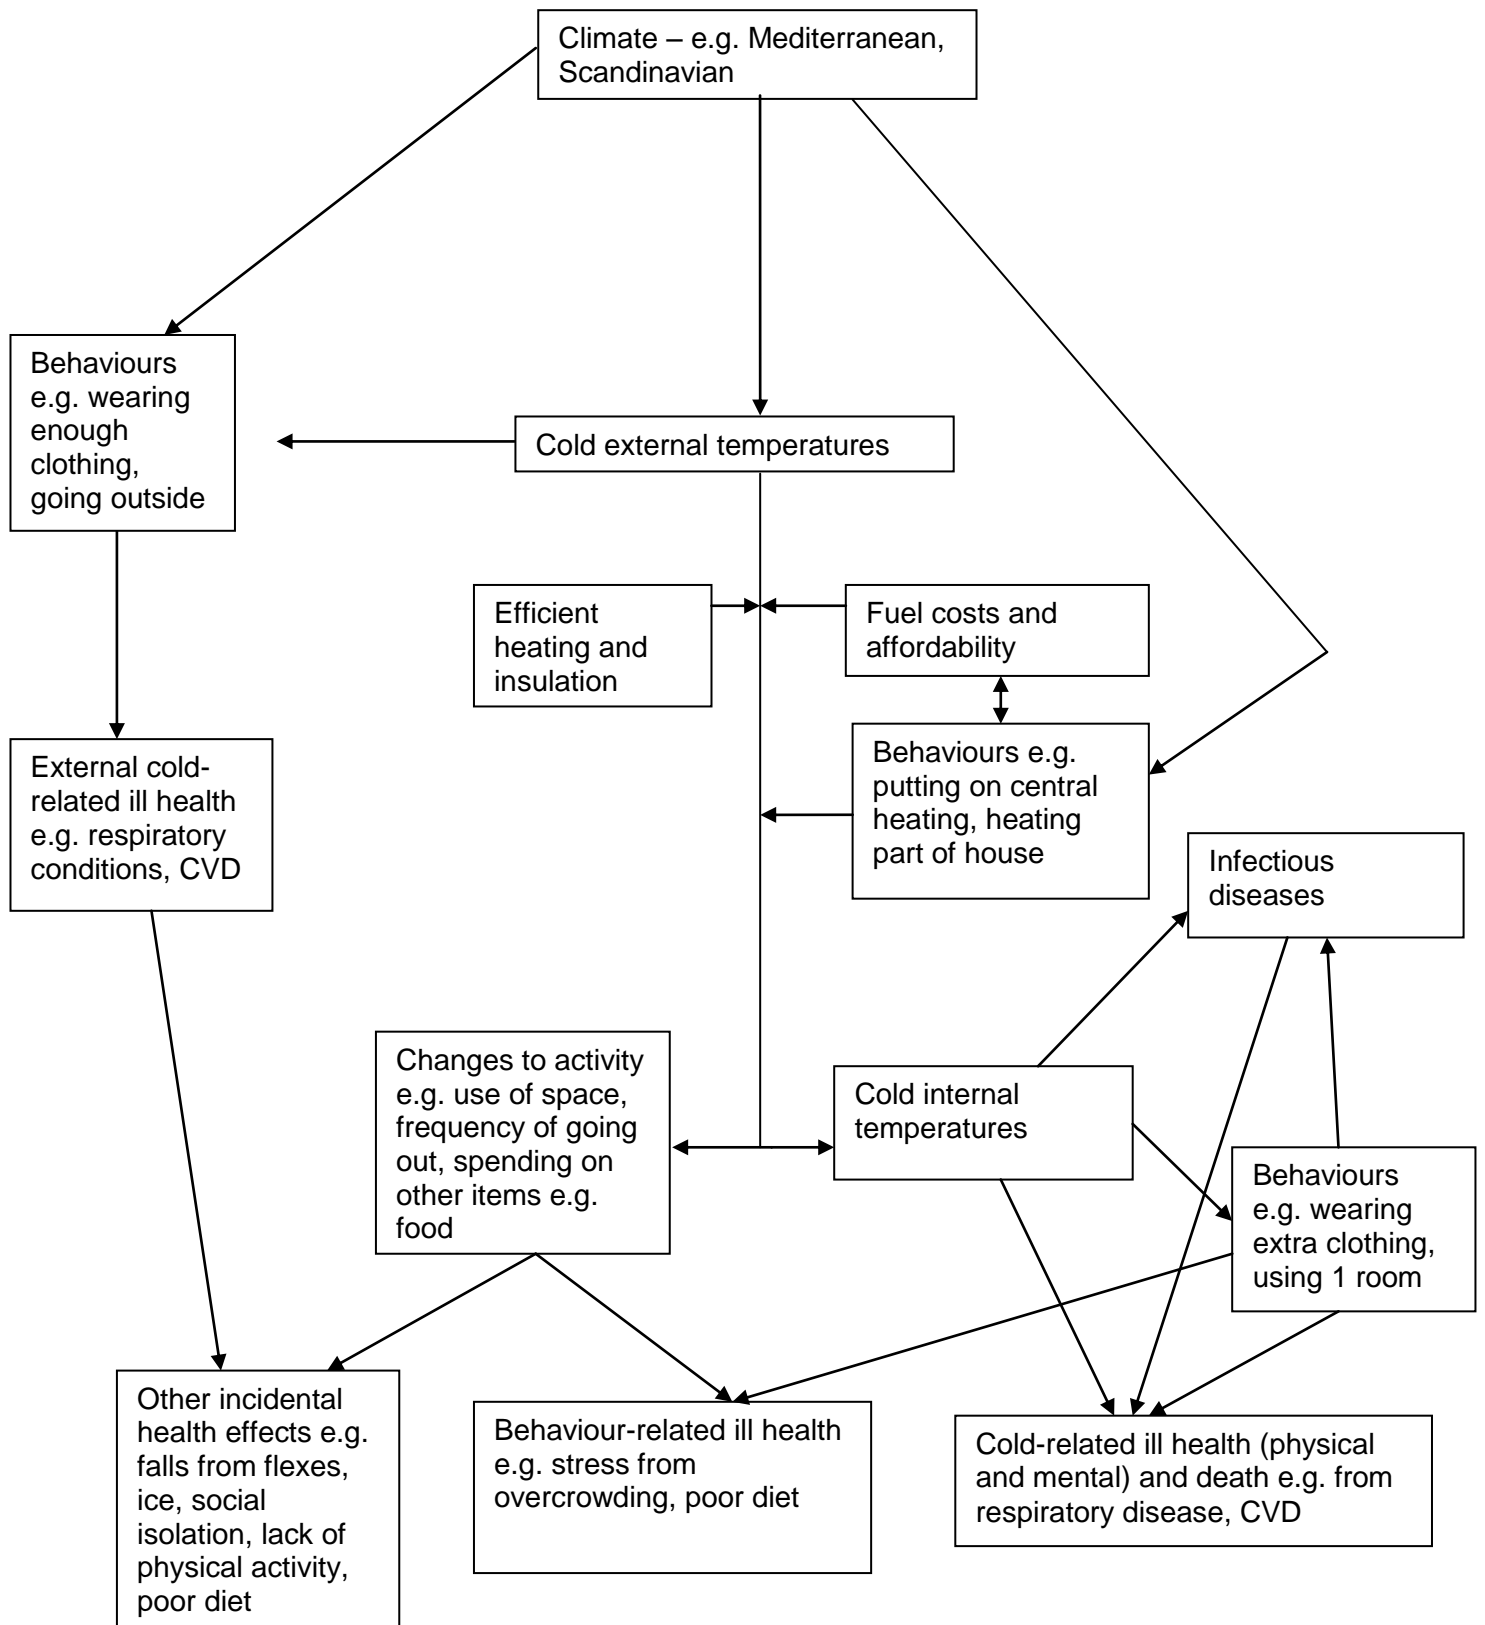 Climate – e.g. Mediterranean,
Scandinavian
Behaviours
e.g. wearing
enough
clothing,
going outside
Cold external temperatures
Efficient
heating and
insulation
Fuel costs and
affordability
External cold-
related ill health
e.g. respiratory
conditions, CVD
Behaviours e.g.
putting on central
heating, heating
part of house
Infectious
diseases
Changes to activity
e.g. use of space,
frequency of going
out, spending on
other items e.g.
food
Cold internal
temperatures
Behaviours
e.g. wearing
extra clothing,
using 1 room
Other incidental
health effects e.g.
falls from flexes,
ice, social
isolation, lack of
physical activity,
poor diet
Behaviour-related ill health
e.g. stress from
overcrowding, poor diet
Cold-related ill health (physical
and mental) and death e.g. from
respiratory disease, CVD